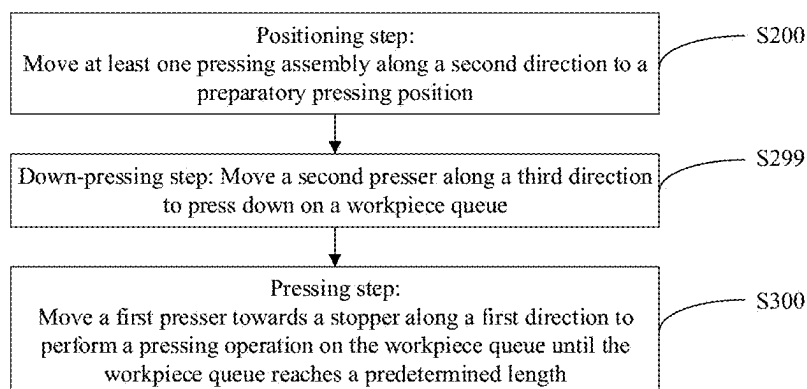 Positioning step:
Move at least one pressing assembly along a second direction to a
preparatory pressing position
S200
Down-pressing step: Move a second presser along a third direction
to press down on a workpiece queue
S299
Pressing step:
Move a first presser towards a stopper along a first direction to
perform a pressing operation on the workpiece queue until the
workpiece queue reaches a predetermined length
S300